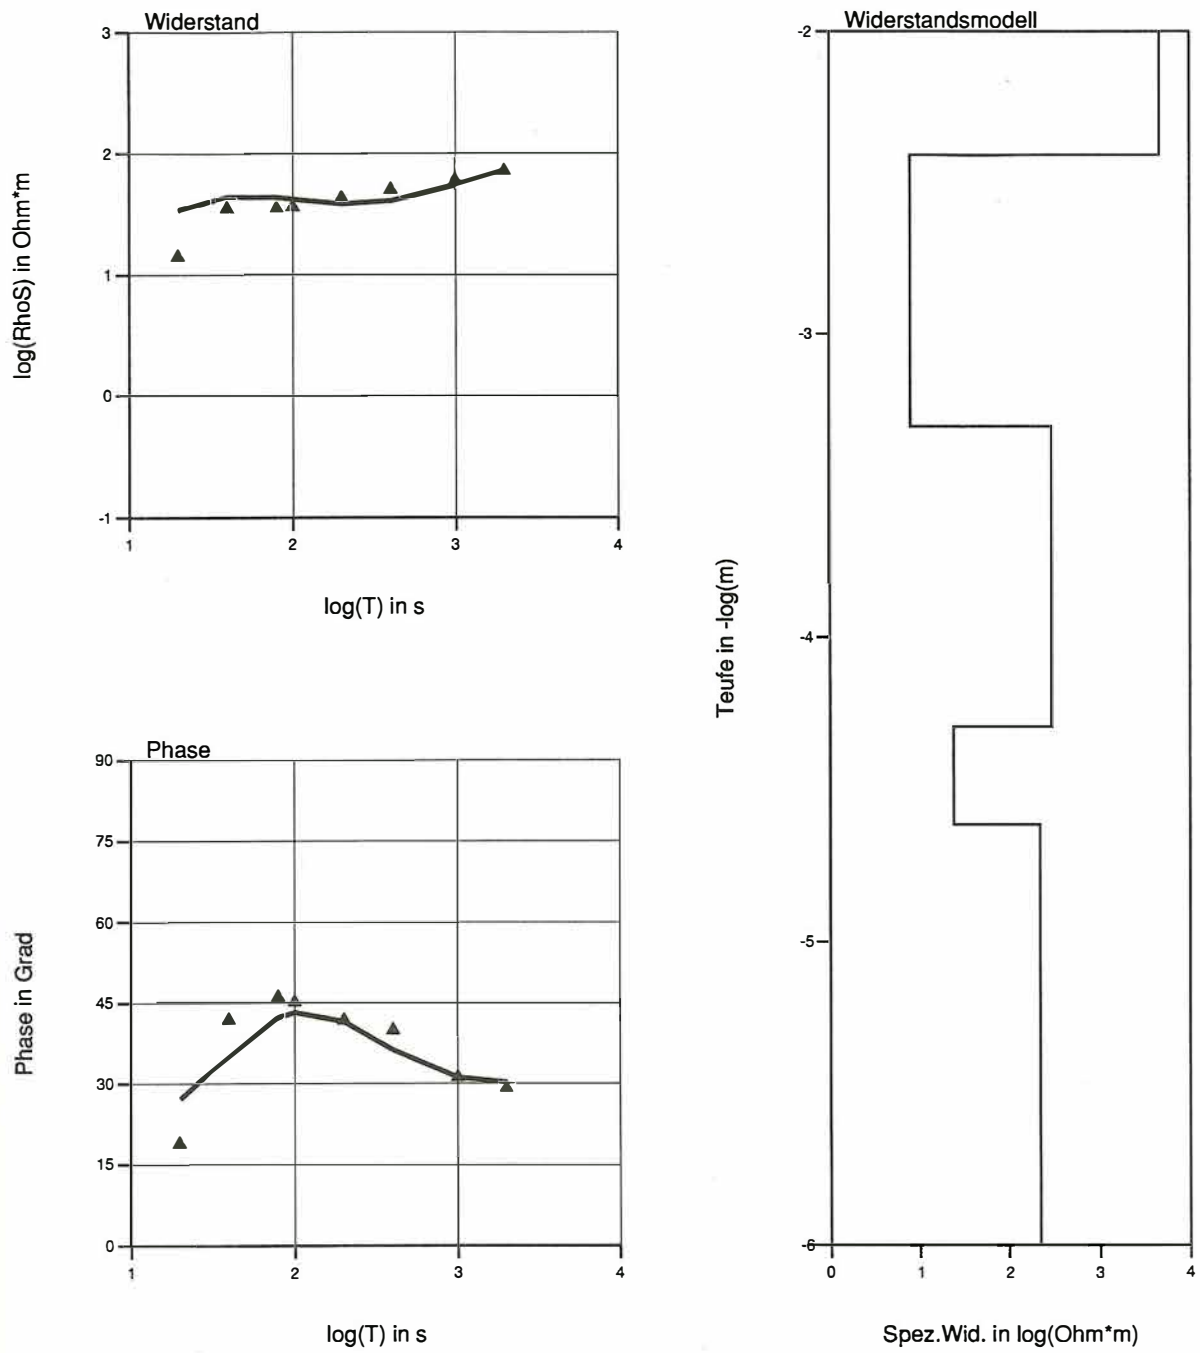 Widerstand
3
2
1
0
-1
1 2 3 4
log(RhoS) in Ohm*m
log(T) in s
Phase
90
75
60
45
30
15
0
1 2 3 4
Phase in Grad
log(T) in s
Widerstandsmodell
-2
-3
-4
-5
-6
0 1 2 3 4
Teufe in -log(m)
Spez.Wid. in log(Ohm*m)